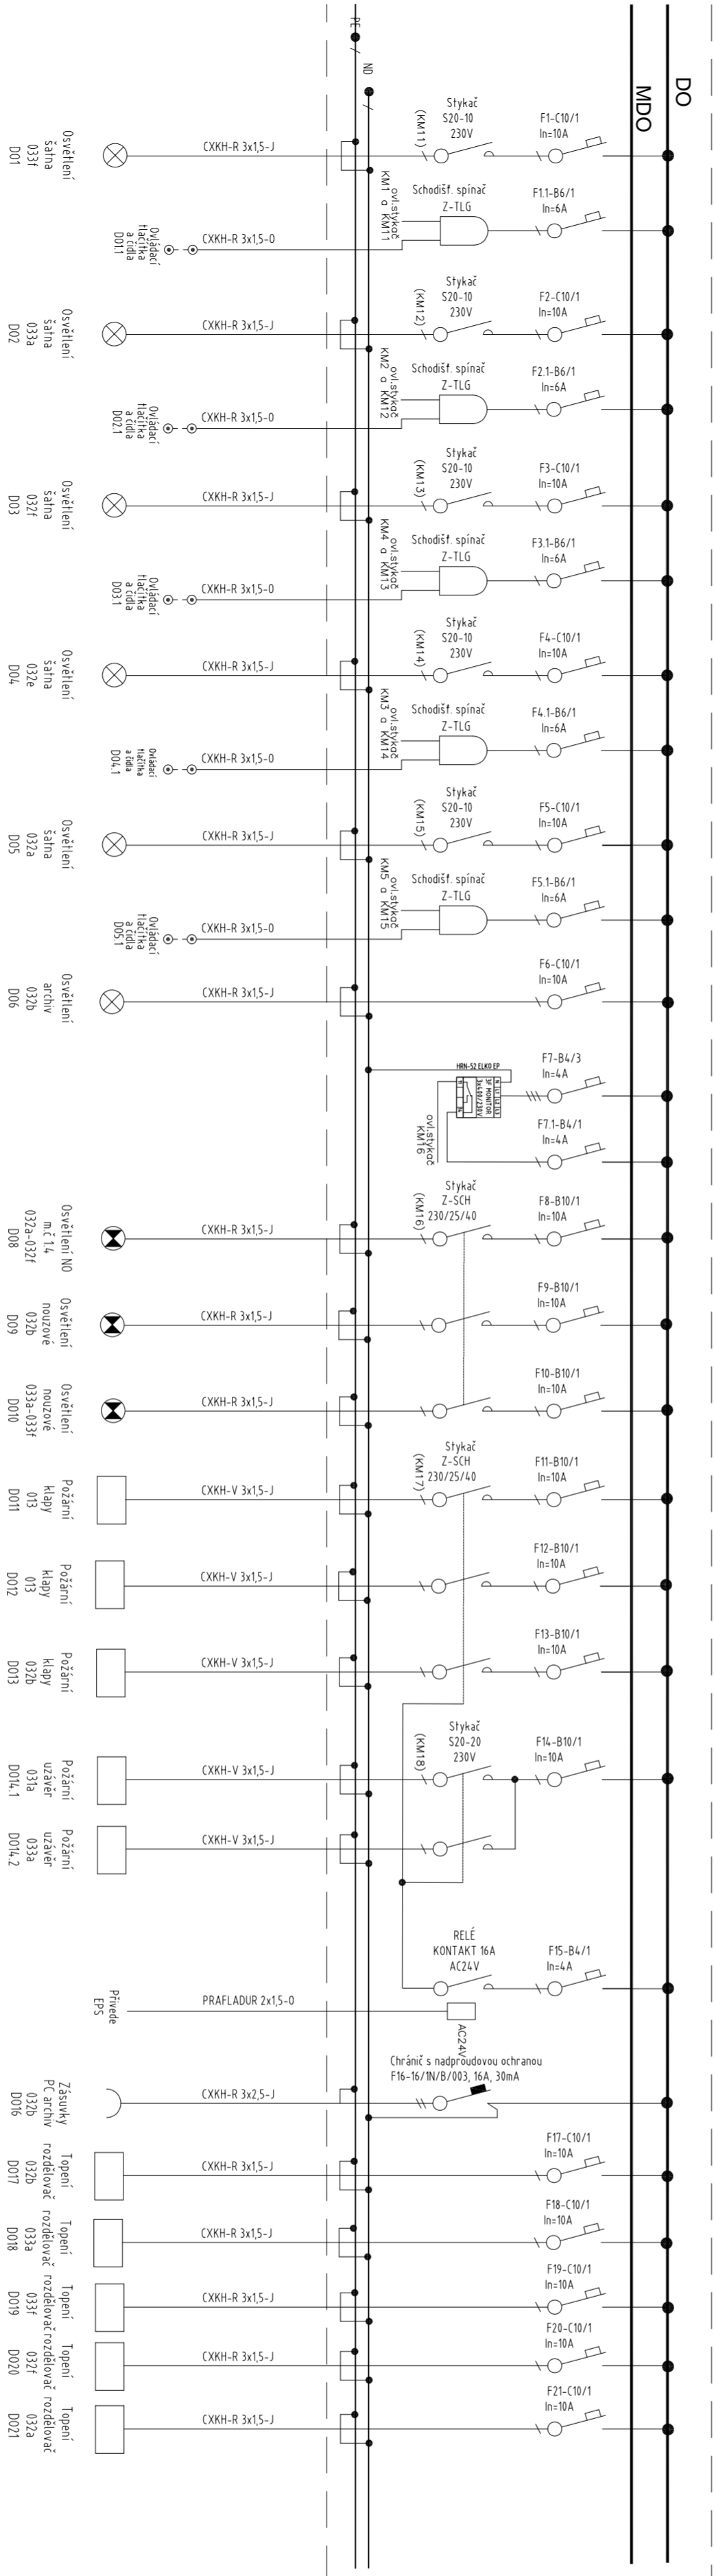 DO
MDO
PE
ND
Stykač
S20-10
230V
(KM11)
F1-C10/1
In=10A
CXKH-R 3x1,5-J
Osvětlení
šatna
033f
D01
F1.1-B6/1
In=6A
Schodišť. spínač
Z-TLG
ovl.stykač
KM1 a KM11
CXKH-R 3x1,5-O
Ovládací
tlačítka
a čidla
D01.1
Stykač
S20-10
230V
(KM12)
F2-C10/1
In=10A
CXKH-R 3x1,5-J
Osvětlení
šatna
033a
D02
F2.1-B6/1
In=6A
Schodišť. spínač
Z-TLG
ovl.stykač
KM2 a KM12
CXKH-R 3x1,5-O
Ovládací
tlačítka
a čidla
D02.1
Stykač
S20-10
230V
(KM13)
F3-C10/1
In=10A
CXKH-R 3x1,5-J
Osvětlení
šatna
032f
D03
F3.1-B6/1
In=6A
Schodišť. spínač
Z-TLG
ovl.stykač
KM4 a KM13
CXKH-R 3x1,5-O
Ovládací
tlačítka
a čidla
D03.1
Stykač
S20-10
230V
(KM14)
F4-C10/1
In=10A
CXKH-R 3x1,5-J
Osvětlení
šatna
032e
D04
F4.1-B6/1
In=6A
Schodišť. spínač
Z-TLG
ovl.stykač
KM3 a KM14
CXKH-R 3x1,5-O
Ovládací
tlačítka
a čidla
D04.1
Stykač
S20-10
230V
(KM15)
F5-C10/1
In=10A
CXKH-R 3x1,5-J
Osvětlení
šatna
032a
D05
F5.1-B6/1
In=6A
Schodišť. spínač
Z-TLG
ovl.stykač
KM5 a KM15
CXKH-R 3x1,5-O
Ovládací
tlačítka
a čidla
D05.1
F6-C10/1
In=10A
CXKH-R 3x1,5-J
Osvětlení
archiv
032b
D06
F7-B4/3
In=4A
HRN-52 ELKO EP
N L1 L2 L3
3F MONITOR
3x400/230V
F7.1-B4/1
In=4A
ovl.stykač
KM16
Stykač
Z-SCH
230/25/40
(KM16)
F8-B10/1
In=10A
CXKH-R 3x1,5-J
Osvětlení NO
m.č 1.4
032a-032f
D08
F9-B10/1
In=10A
CXKH-R 3x1,5-J
Osvětlení
nouzové
032b
D09
F10-B10/1
In=10A
CXKH-R 3x1,5-J
Osvětlení
nouzové
033a-033f
D010
Stykač
Z-SCH
230/25/40
(KM17)
F11-B10/1
In=10A
CXKH-V 3x1,5-J
Požární
klapy
013
D011
F12-B10/1
In=10A
CXKH-V 3x1,5-J
Požární
klapy
013
D012
F13-B10/1
In=10A
CXKH-V 3x1,5-J
Požární
klapy
032b
D013
Stykač
S20-20
230V
(KM18)
F14-B10/1
In=10A
CXKH-V 3x1,5-J
Požární
uzávěr
031a
D014.1
CXKH-V 3x1,5-J
Požární
uzávěr
033a
D014.2
RELÉ
KONTAKT 16A
AC24V
F15-B4/1
In=4A
AC24V
PRAFLADUR 2x1,5-O
Přivede
EPS
Chránič s nadproudovou ochranou
F16-16/1N/B/003, 16A, 30mA
CXKH-R 3x2,5-J
Zásuvky
PC archiv
032b
D016
F17-C10/1
In=10A
CXKH-R 3x1,5-J
Topení
rozdělovač
032b
D017
F18-C10/1
In=10A
CXKH-R 3x1,5-J
Topení
rozdělovač
033a
D018
F19-C10/1
In=10A
CXKH-R 3x1,5-J
Topení
rozdělovač
033f
D019
F20-C10/1
In=10A
CXKH-R 3x1,5-J
Topení
rozdělovač
032f
D020
F21-C10/1
In=10A
CXKH-R 3x1,5-J
Topení
rozdělovač
032a
D021